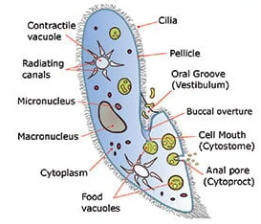 Contractile
vacuole
Radiating
canals
Micronucleus
Macronucleus
Cytoplasm
Food
vacuoles
Cilia
Pellicle
Oral Groove
(Vestibulum)
Buccal overture
Cell Mouth
(Cytostome)
Anal pore
(Cytoproct)